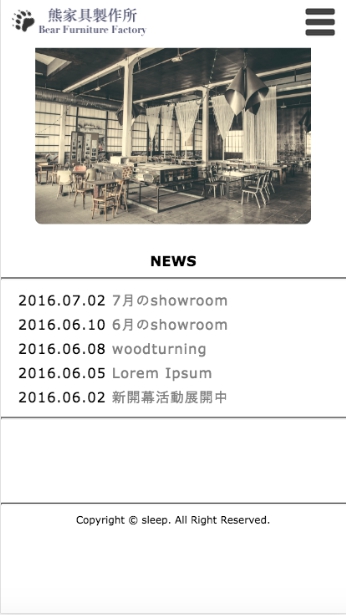 熊家具製作所
Bear Furniture Factory
NEWS
2016.07.02 7月のshowroom
2016.06.10 6月のshowroom
2016.06.08 woodturning
2016.06.05 Lorem Ipsum
2016.06.02 新開幕活動展開中
Copyright © sleep. All Right Reserved.